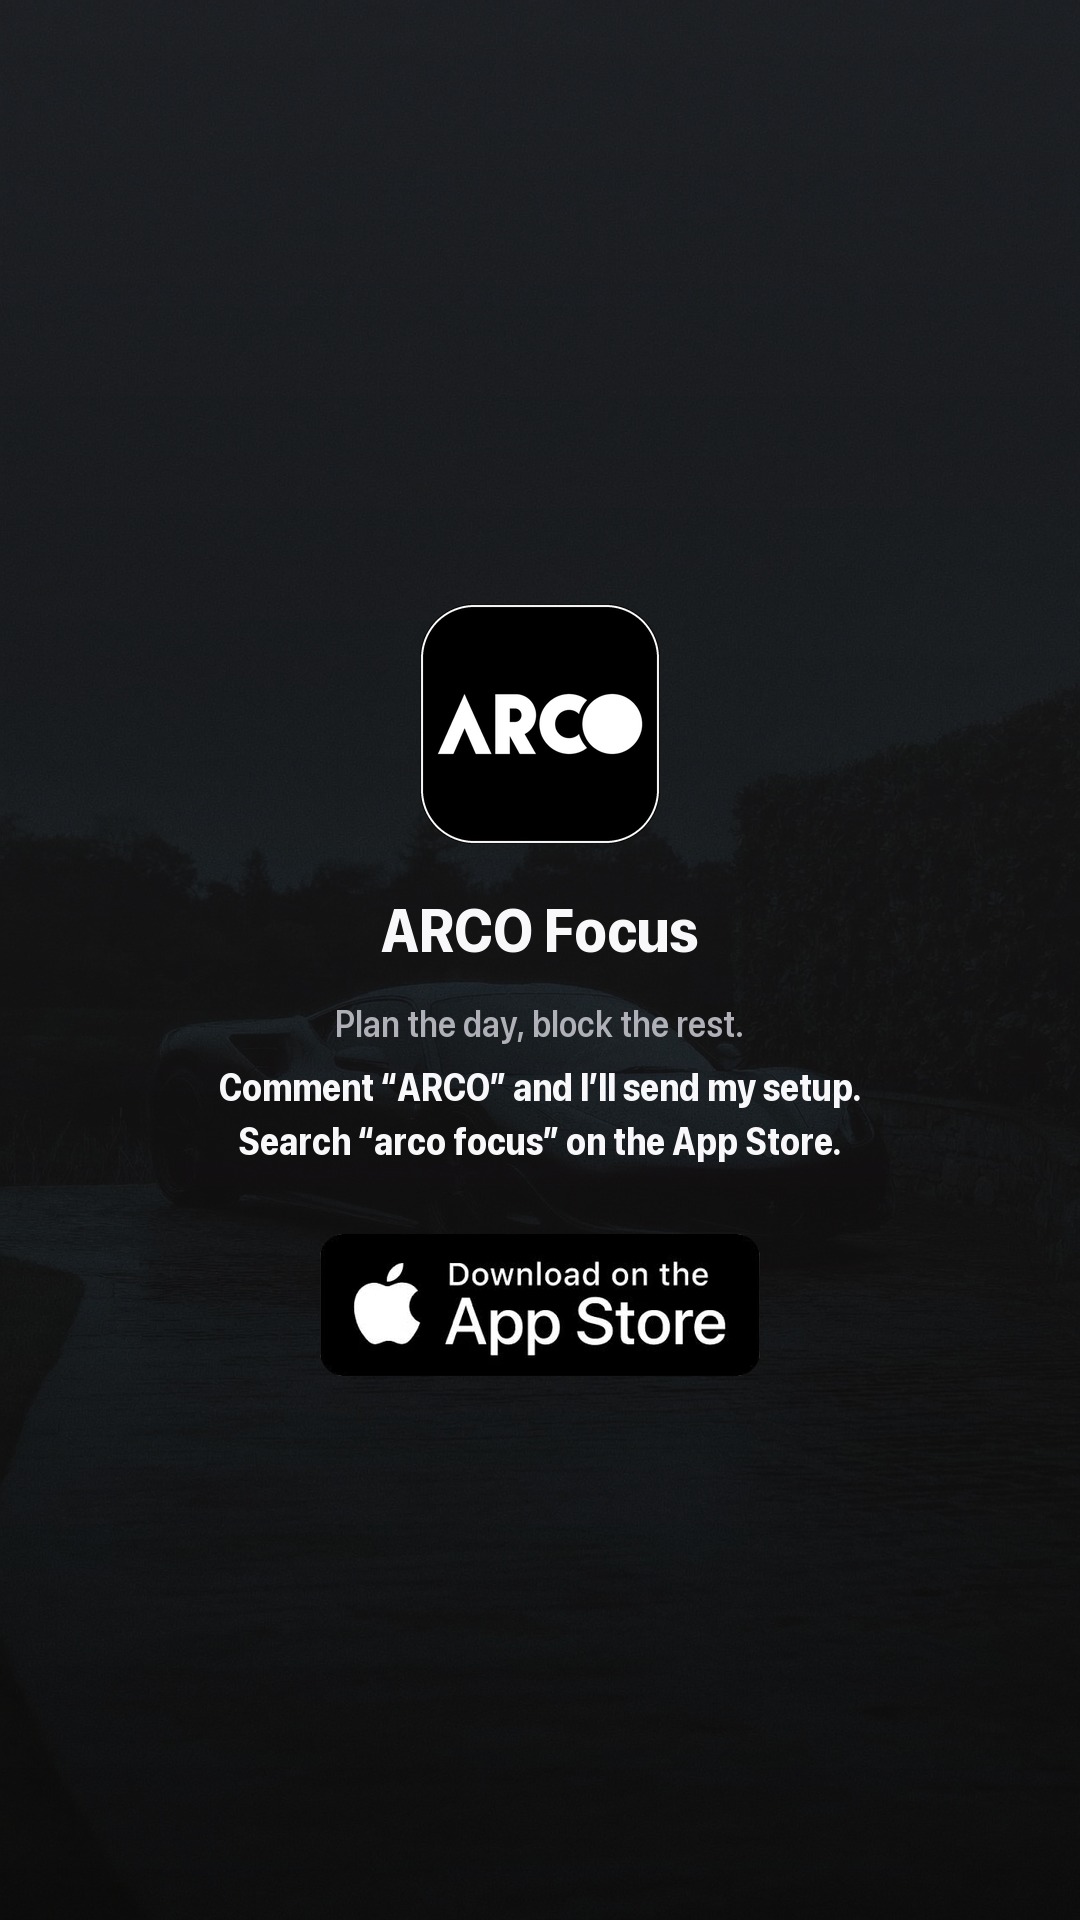 ARCO
ARCO Focus
Plan the day, block the rest.
Comment “ARCO” and I’ll send my setup.
Search “arco focus” on the App Store.
Download on the
App Store